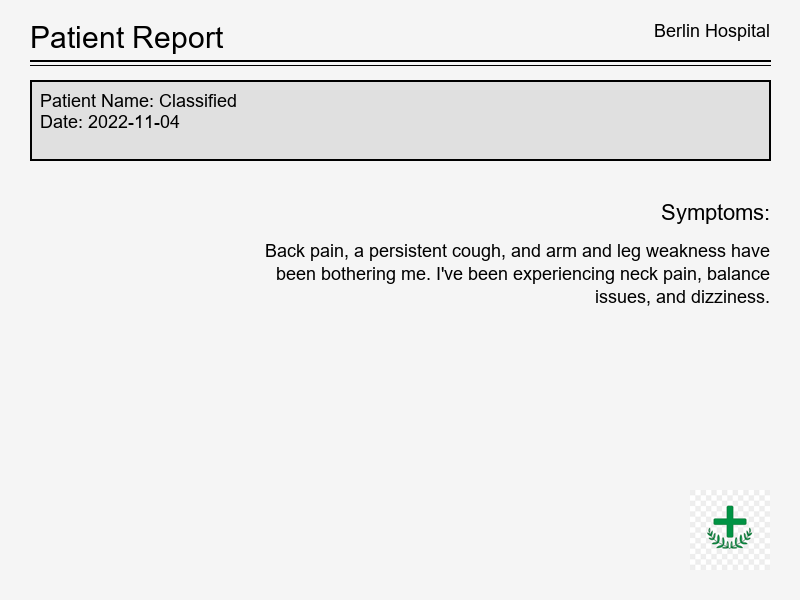 Patient Report
Berlin Hospital
Patient Name: Classified
Date: 2022-11-04
Symptoms:
Back pain, a persistent cough, and arm and leg weakness have
been bothering me. I've been experiencing neck pain, balance
issues, and dizziness.